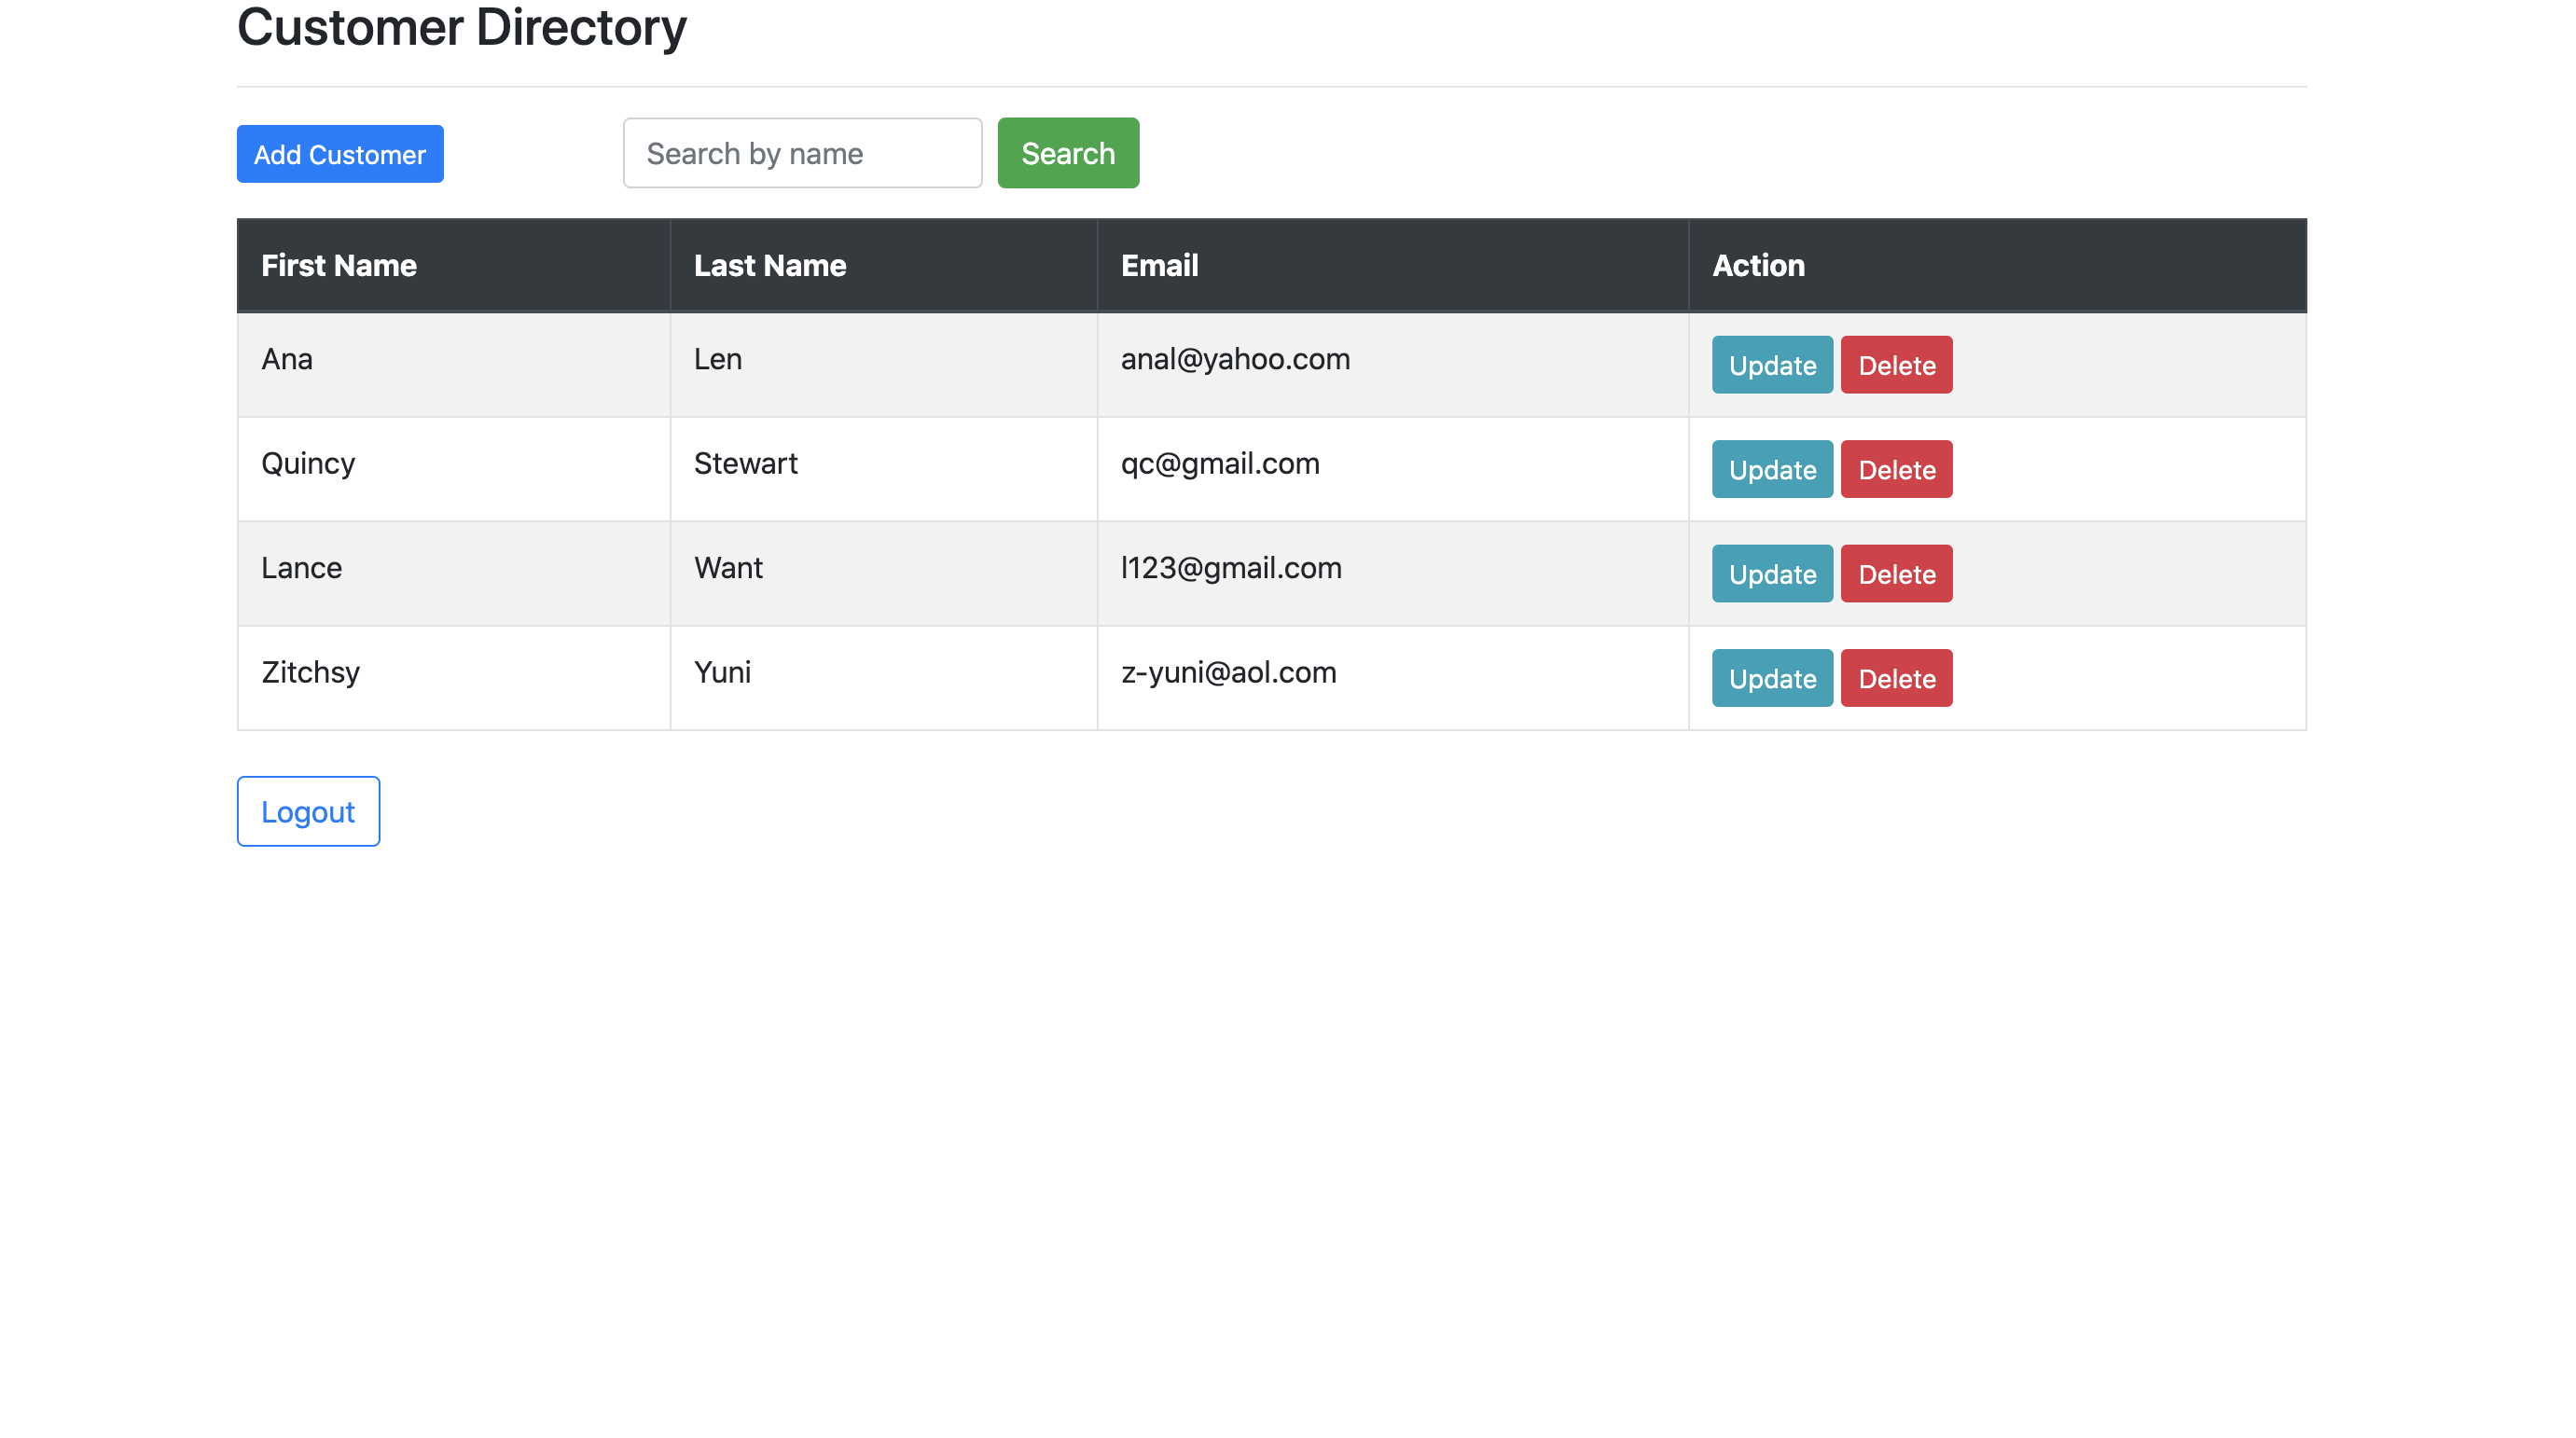 Customer Directory
Add Customer Search by name Search
First Name Last Name Email Action
Ana Len anal@yahoo.com Update Delete
Quincy Stewart qc@gmail.com Update Delete
Lance Want l123@gmail.com Update Delete
Zitchsy Yuni z-yuni@aol.com Update Delete
Logout